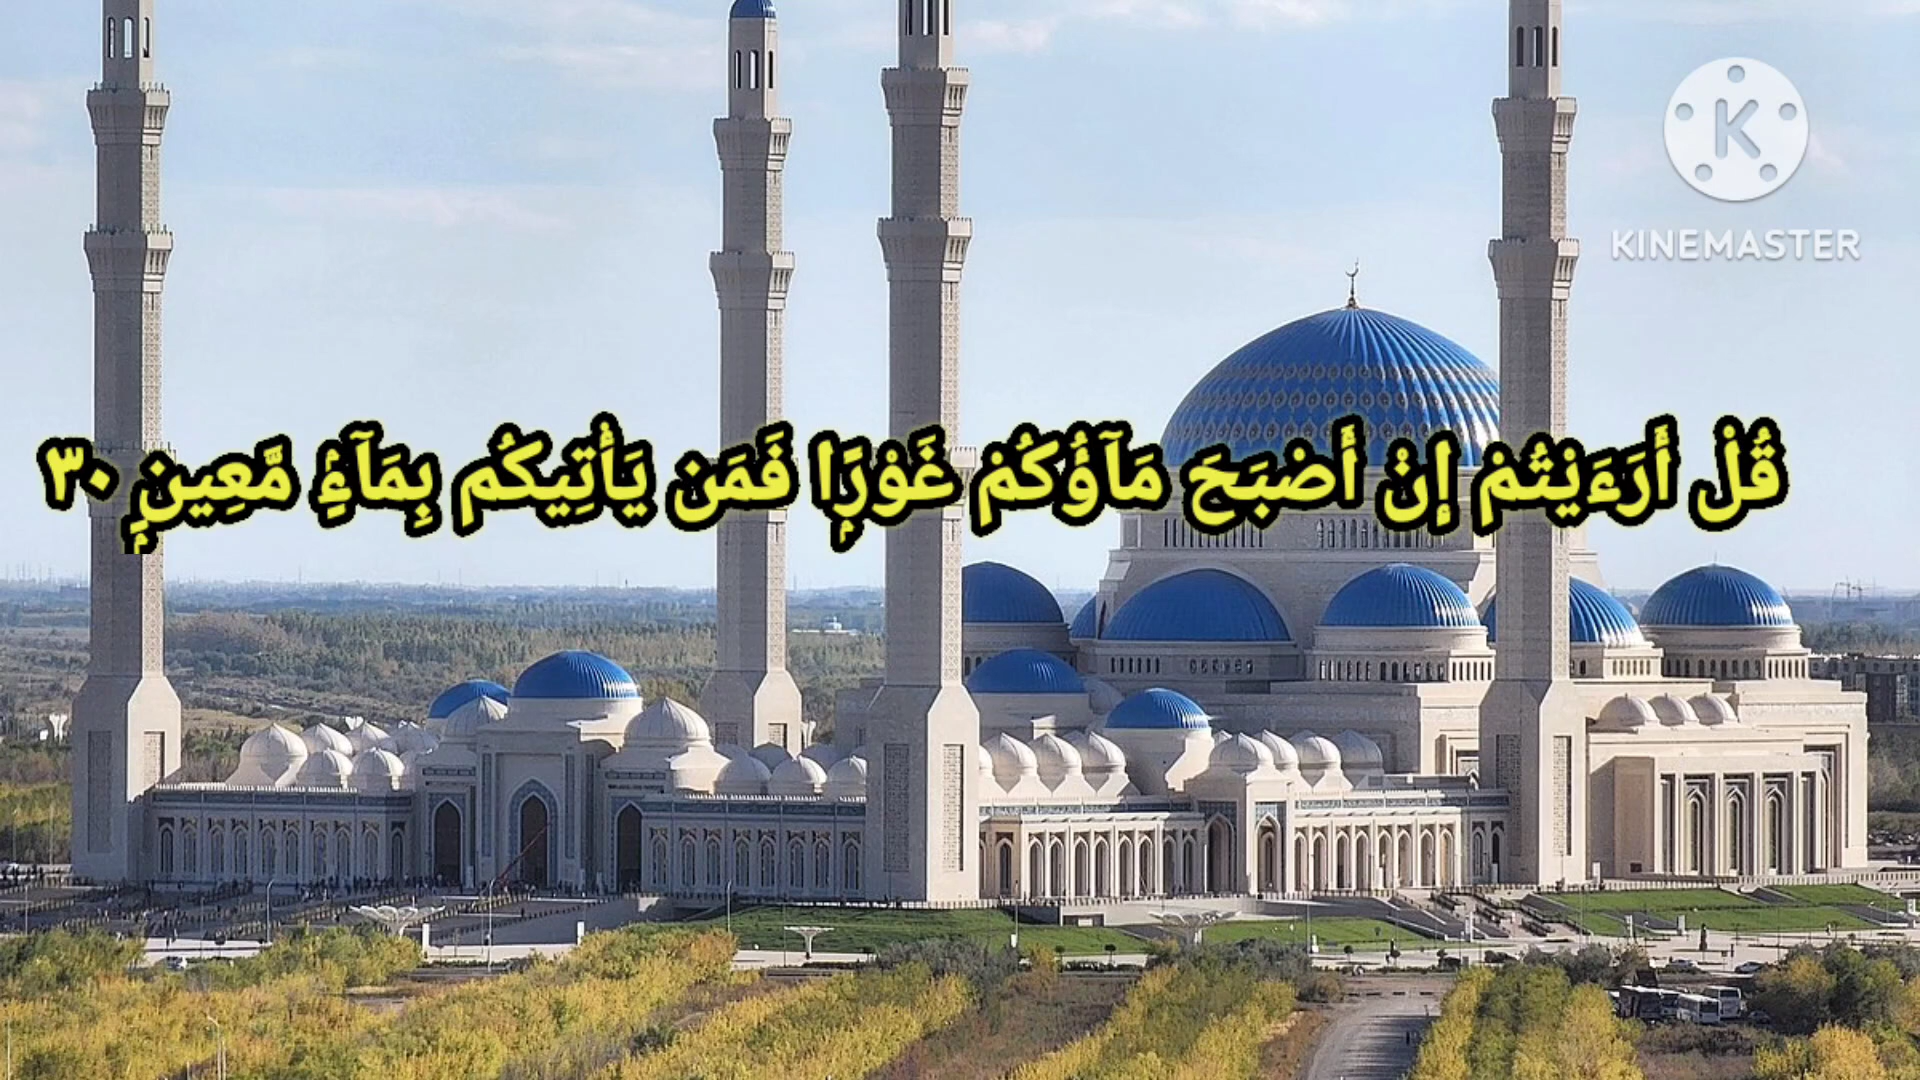 KINEMASTER
قُلْ أَرَءَيْتُمْ إِنْ أَصْبَحَ مَآؤُكُمْ غَوْرًۭا فَمَن يَأْتِيكُم بِمَآءٍۢ مَّعِينٍۭ ٣٠